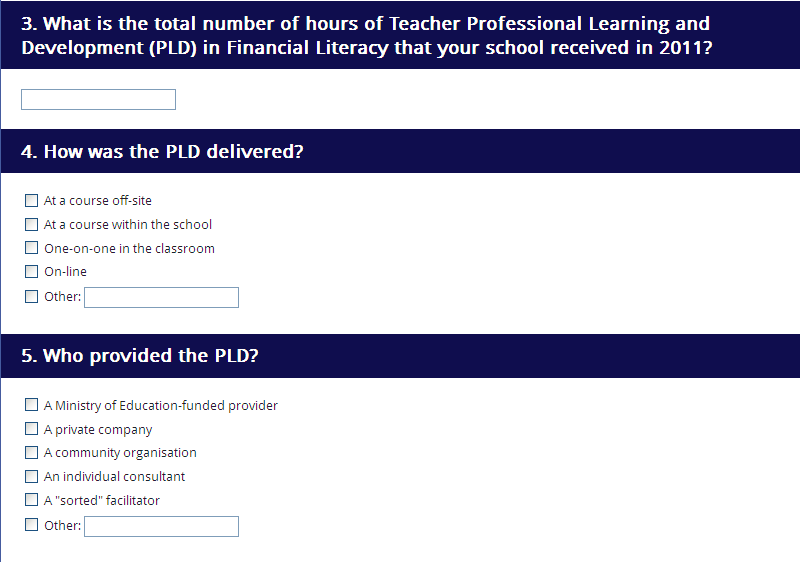 3. What is the total number of hours of Teacher Professional Learning and
Development (PLD) in Financial Literacy that your school received in 2011?
4. How was the PLD delivered?
At a course off-site
At a course within the school
One-on-one in the classroom
On-line
Other:
5. Who provided the PLD?
A Ministry of Education-funded provider
A private company
A community organisation
An individual consultant
A "sorted" facilitator
Other: